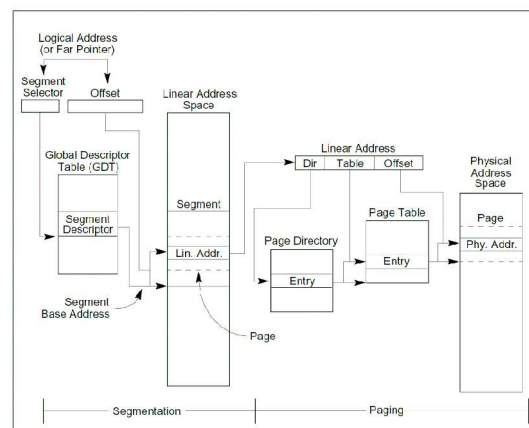 Logical Address
(or Far Pointer)
Segment
Selector
Offset
Linear Address
Space
Global Descriptor
Table (GDT)
Segment
Descriptor
Segment
Lin. Addr.
Segment
Base Address
Page
Linear Address
Dir Table Offset
Page Directory
Entry
Page Table
Entry
Physical
Address
Space
Page
Phy. Addr.
Segmentation
Paging